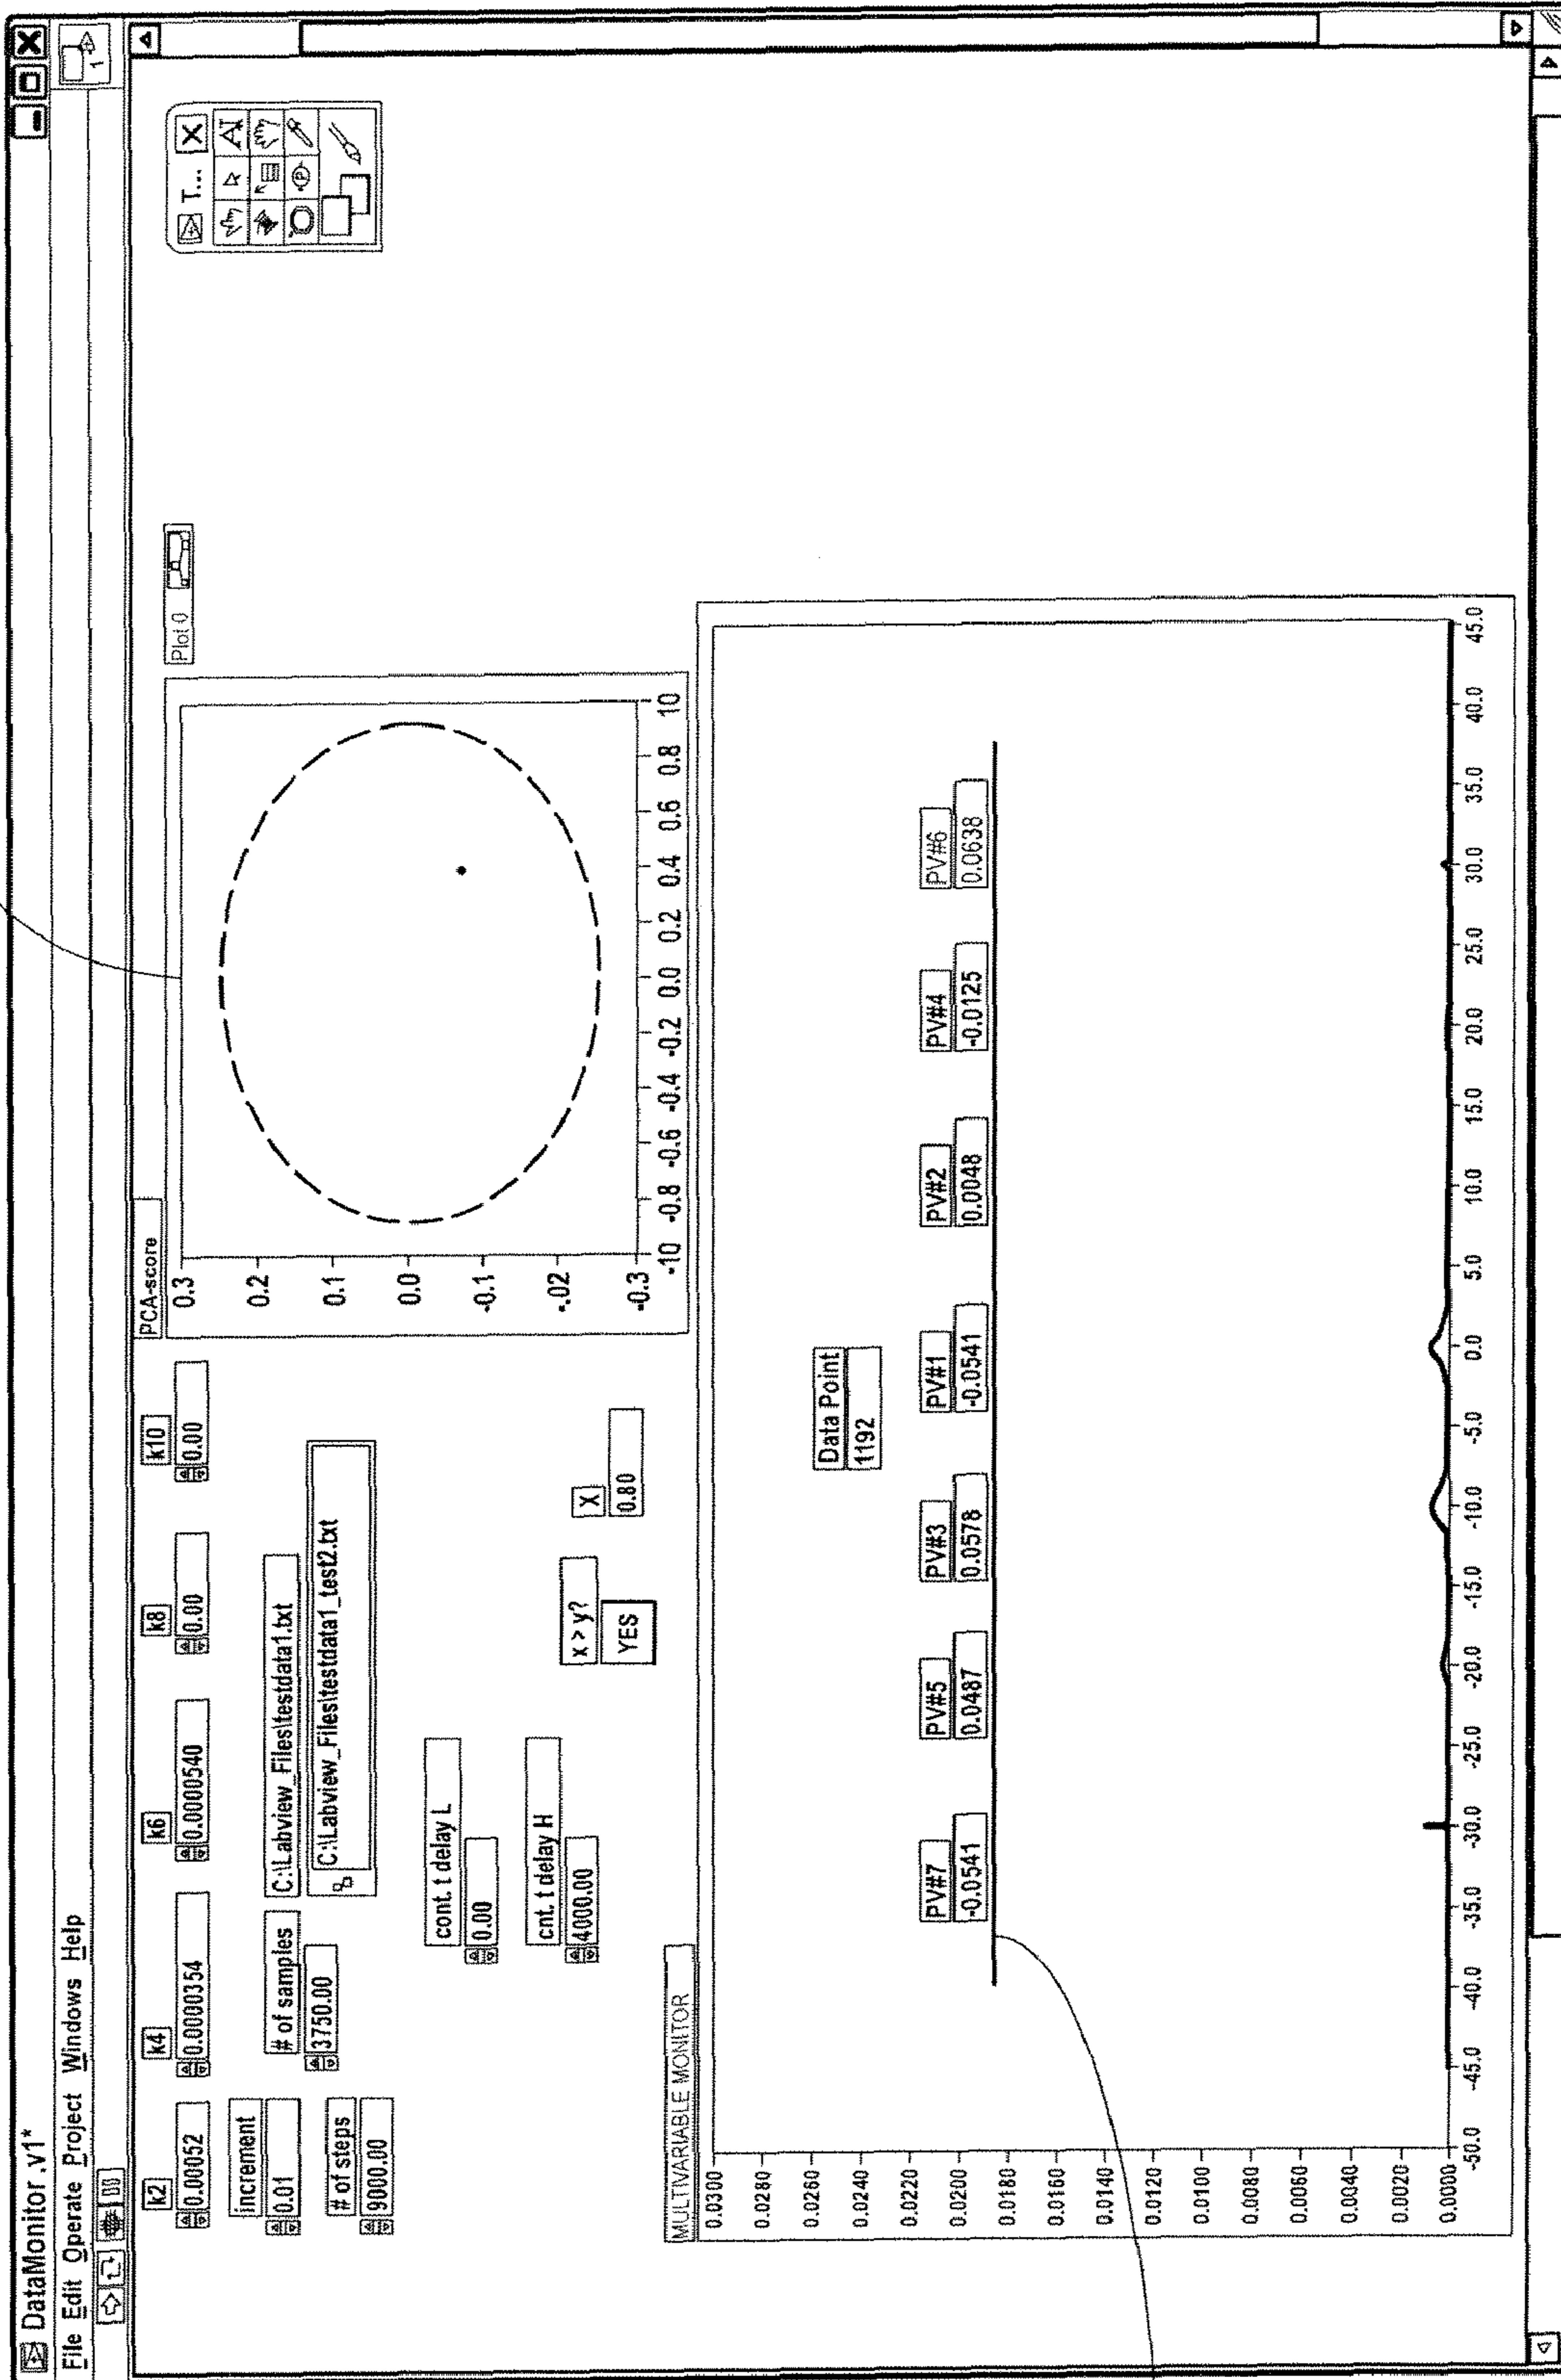 DataMonitor .v1*
File Edit Operate Project Windows Help
1
k2
0.00052
k4
0.0000354
k6
0.0000540
k8
0.00
k10
0.00
increment
0.01
# of samples
3750.00
C:\Labview_Files\testdata1.txt
C:\Labview_Files\testdata1_test2.txt
# of steps
9000.00
cont. t delay L
0.00
cnt. t delay H
4000.00
x > y?
YES
X
0.80
PCA-score
0.3
0.2
0.1
0.0
-0.1
-.02
-0.3
-10 -0.8 -0.6 -0.4 -0.2 0.0 0.2 0.4 0.6 0.8 10
Plot 0
T... X
A
P
MULTIVARIABLE MONITOR
0.0300
0.0280
0.0260
0.0240
0.0220
0.0200
0.0180
0.0160
0.0140
0.0120
0.0100
0.0080
0.0060
0.0040
0.0020
0.0000
Data Point
1192
PV#7
-0.0541
PV#5
0.0487
PV#3
0.0578
PV#1
-0.0541
PV#2
0.0048
PV#4
-0.0125
PV#6
0.0638
-50.0 -45.0 -40.0 -35.0 -30.0 -25.0 -20.0 -15.0 -10.0 -5.0 0.0 5.0 10.0 15.0 20.0 25.0 30.0 35.0 40.0 45.0